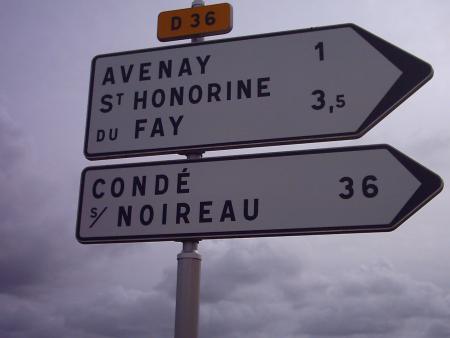 D 36
AVENAY 1
ST HONORINE
DU FAY 3,5
CONDÉ
S/ NOIREAU 36